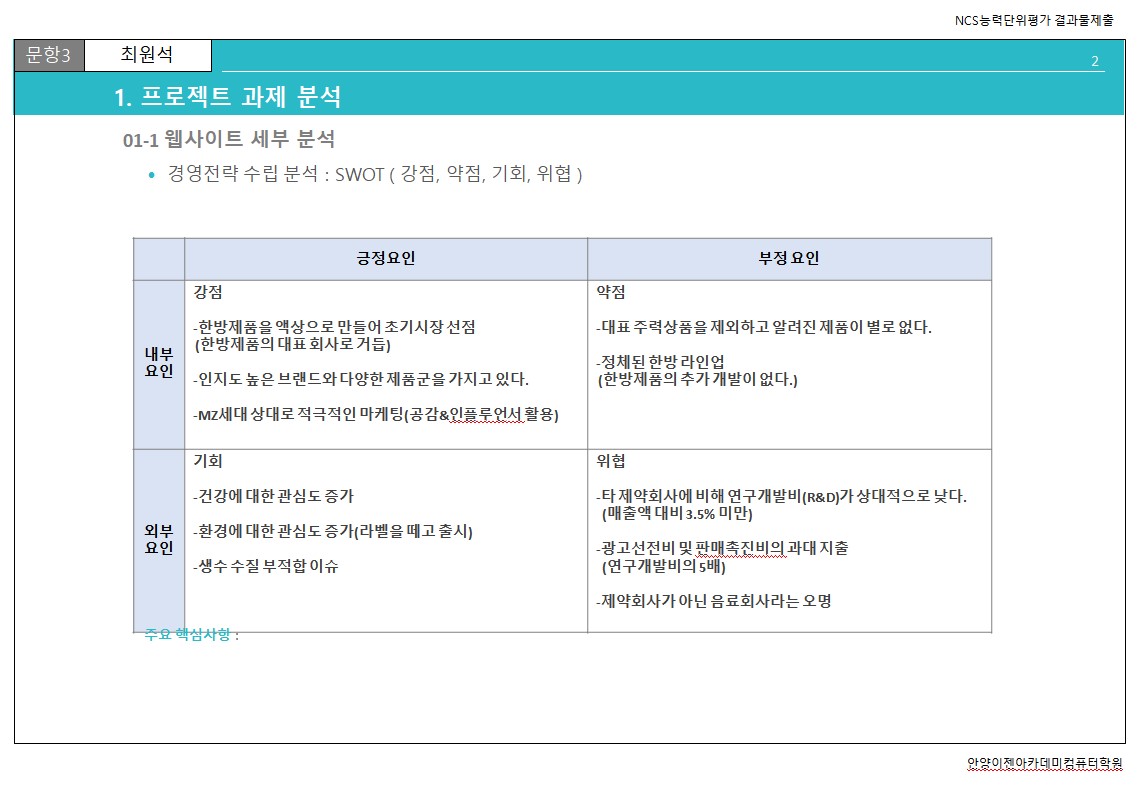 NCS능력단위평가 결과물제출
문항3
최원석
2
1. 프로젝트 과제 분석
01-1 웹사이트 세부 분석
• 경영전략 수립 분석 : SWOT ( 강점, 약점, 기회, 위협 )
긍정요인
부정 요인
내부
요인
강점
-한방제품을 액상으로 만들어 초기시장 선점
(한방제품의 대표 회사로 거듭)
-인지도 높은 브랜드와 다양한 제품군을 가지고 있다.
-MZ세대 상대로 적극적인 마케팅(공감&인플루언서 활용)
약점
-대표 주력상품을 제외하고 알려진 제품이 별로 없다.
-정체된 한방 라인업
(한방제품의 추가 개발이 없다.)
외부
요인
기회
-건강에 대한 관심도 증가
-환경에 대한 관심도 증가(라벨을 떼고 출시)
-생수 수질 부적합 이슈
위협
-타 제약회사에 비해 연구개발비(R&D)가 상대적으로 낮다.
(매출액 대비 3.5% 미만)
-광고선전비 및 판매촉진비의 과대 지출
(연구개발비의 5배)
-제약회사가 아닌 음료회사라는 오명
주요 핵심사항 :
안양이젠아카데미컴퓨터학원